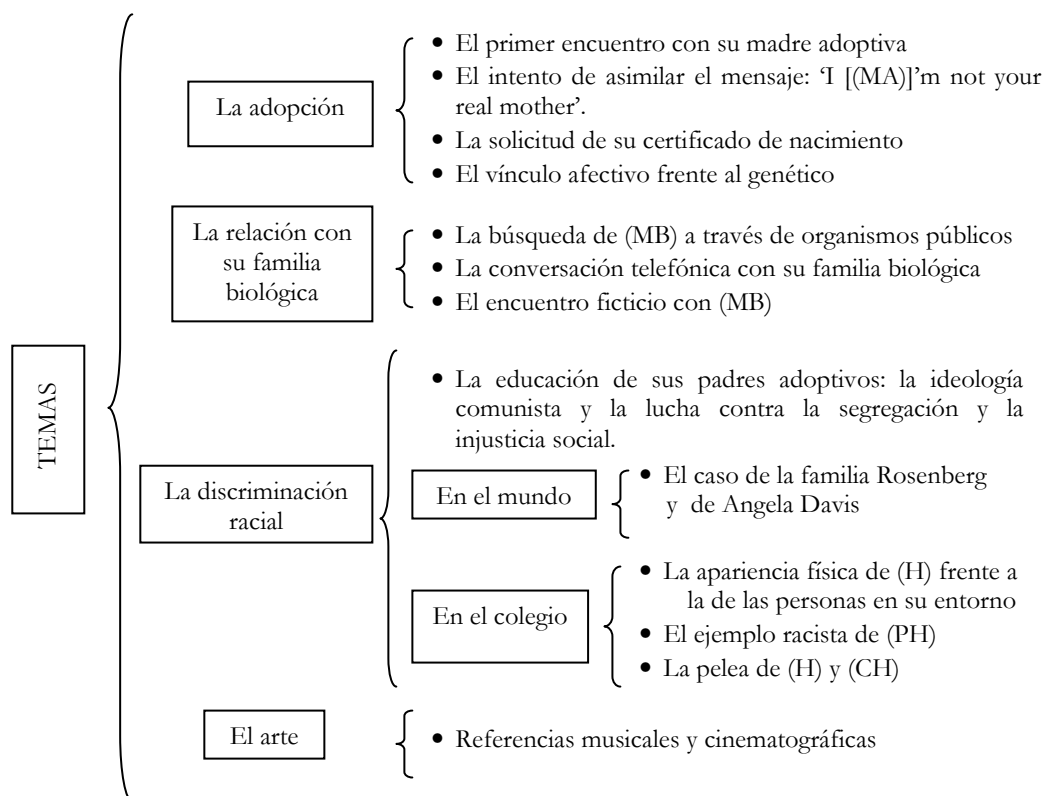 TEMAS
La adopción
• El primer encuentro con su madre adoptiva
• El intento de asimilar el mensaje: ‘I [(MA)]’m not your
real mother’.
• La solicitud de su certificado de nacimiento
• El vínculo afectivo frente al genético
La relación con
su familia
biológica
• La búsqueda de (MB) a través de organismos públicos
• La conversación telefónica con su familia biológica
• El encuentro ficticio con (MB)
La discriminación
racial
• La educación de sus padres adoptivos: la ideología
comunista y la lucha contra la segregación y la
injusticia social.
En el mundo
• El caso de la familia Rosenberg
y de Angela Davis
En el colegio
• La apariencia física de (H) frente a
la de las personas en su entorno
• El ejemplo racista de (PH)
• La pelea de (H) y (CH)
El arte
• Referencias musicales y cinematográficas